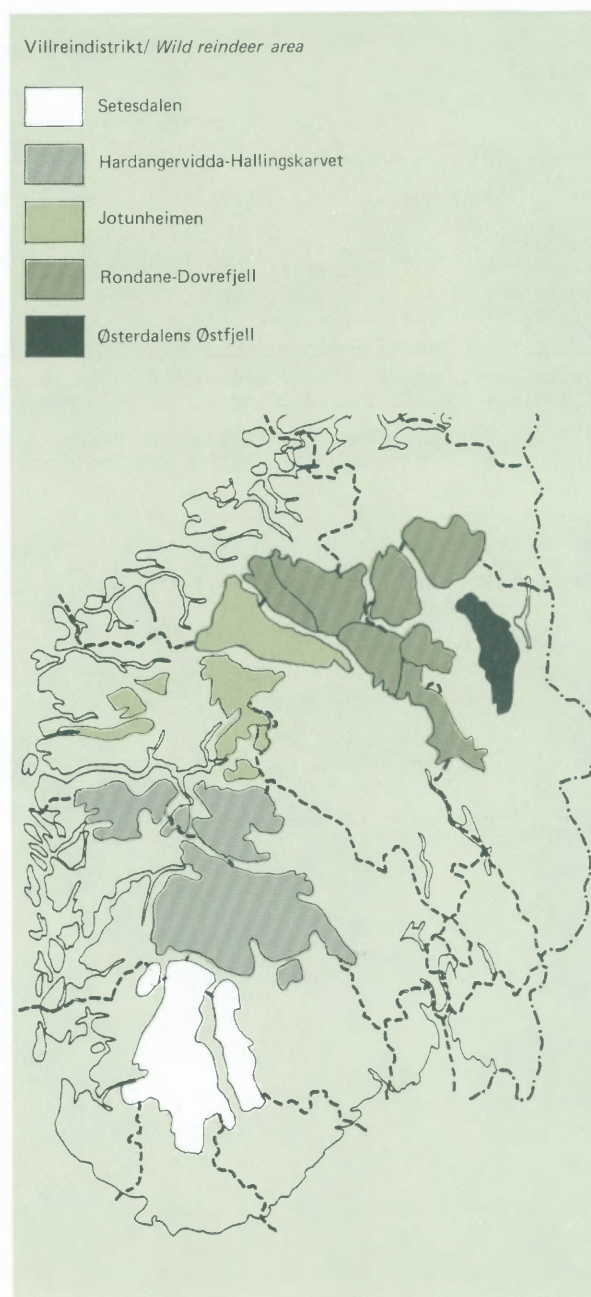 Villreindistrikt/ Wild reindeer area
Setesdalen
Hardangervidda-Hallingskarvet
Jotunheimen
Rondane-Dovrefjell
Østerdalens Østfjell